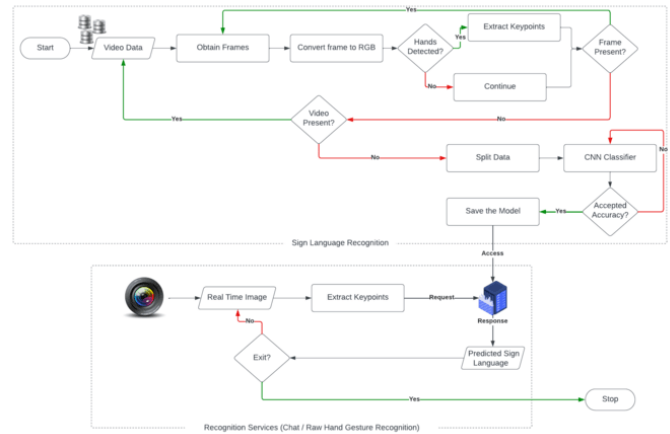 Yes
Start
Video Data
Obtain Frames
Convert frame to RGB
Hands
Detected?
Yes
Extract Keypoints
Frame
Present?
No
Continue
Video
Present?
Yes
No
No
Split Data
CNN Classifier
No
Save the Model
Yes
Accepted
Accuracy?
Sign Language Recognition
Access
Real Time Image
Extract Keypoints
Request
Response
No
Exit?
Predicted Sign
Language
Yes
Stop
Recognition Services (Chat / Raw Hand Gesture Recognition)